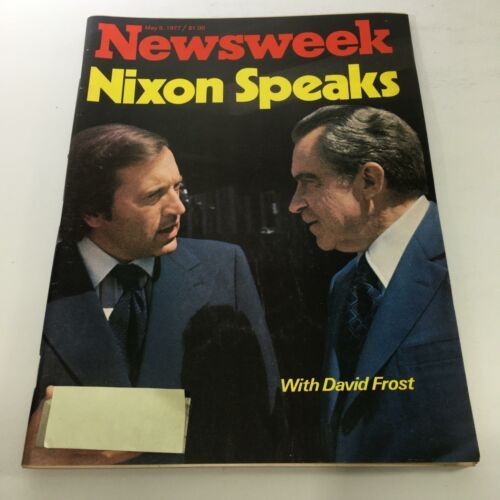 May 9, 1977 / $1.00
Newsweek
Nixon Speaks
With David Frost